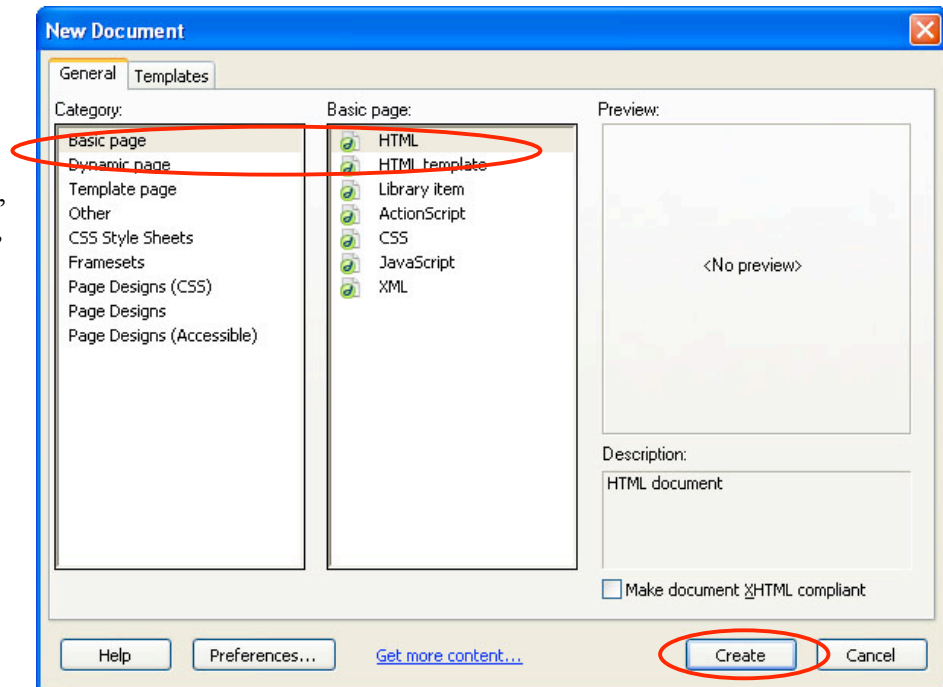 New Document
General Templates
Category: Basic page: Preview:
Basic page
Dynamic page
Template page
Other
CSS Style Sheets
Framesets
Page Designs (CSS)
Page Designs
Page Designs (Accessible)
HTML
HTML template
Library item
ActionScript
CSS
JavaScript
XML
<No preview>
Description:
HTML document
Make document XHTML compliant
Help Preferences... Get more content... Create Cancel